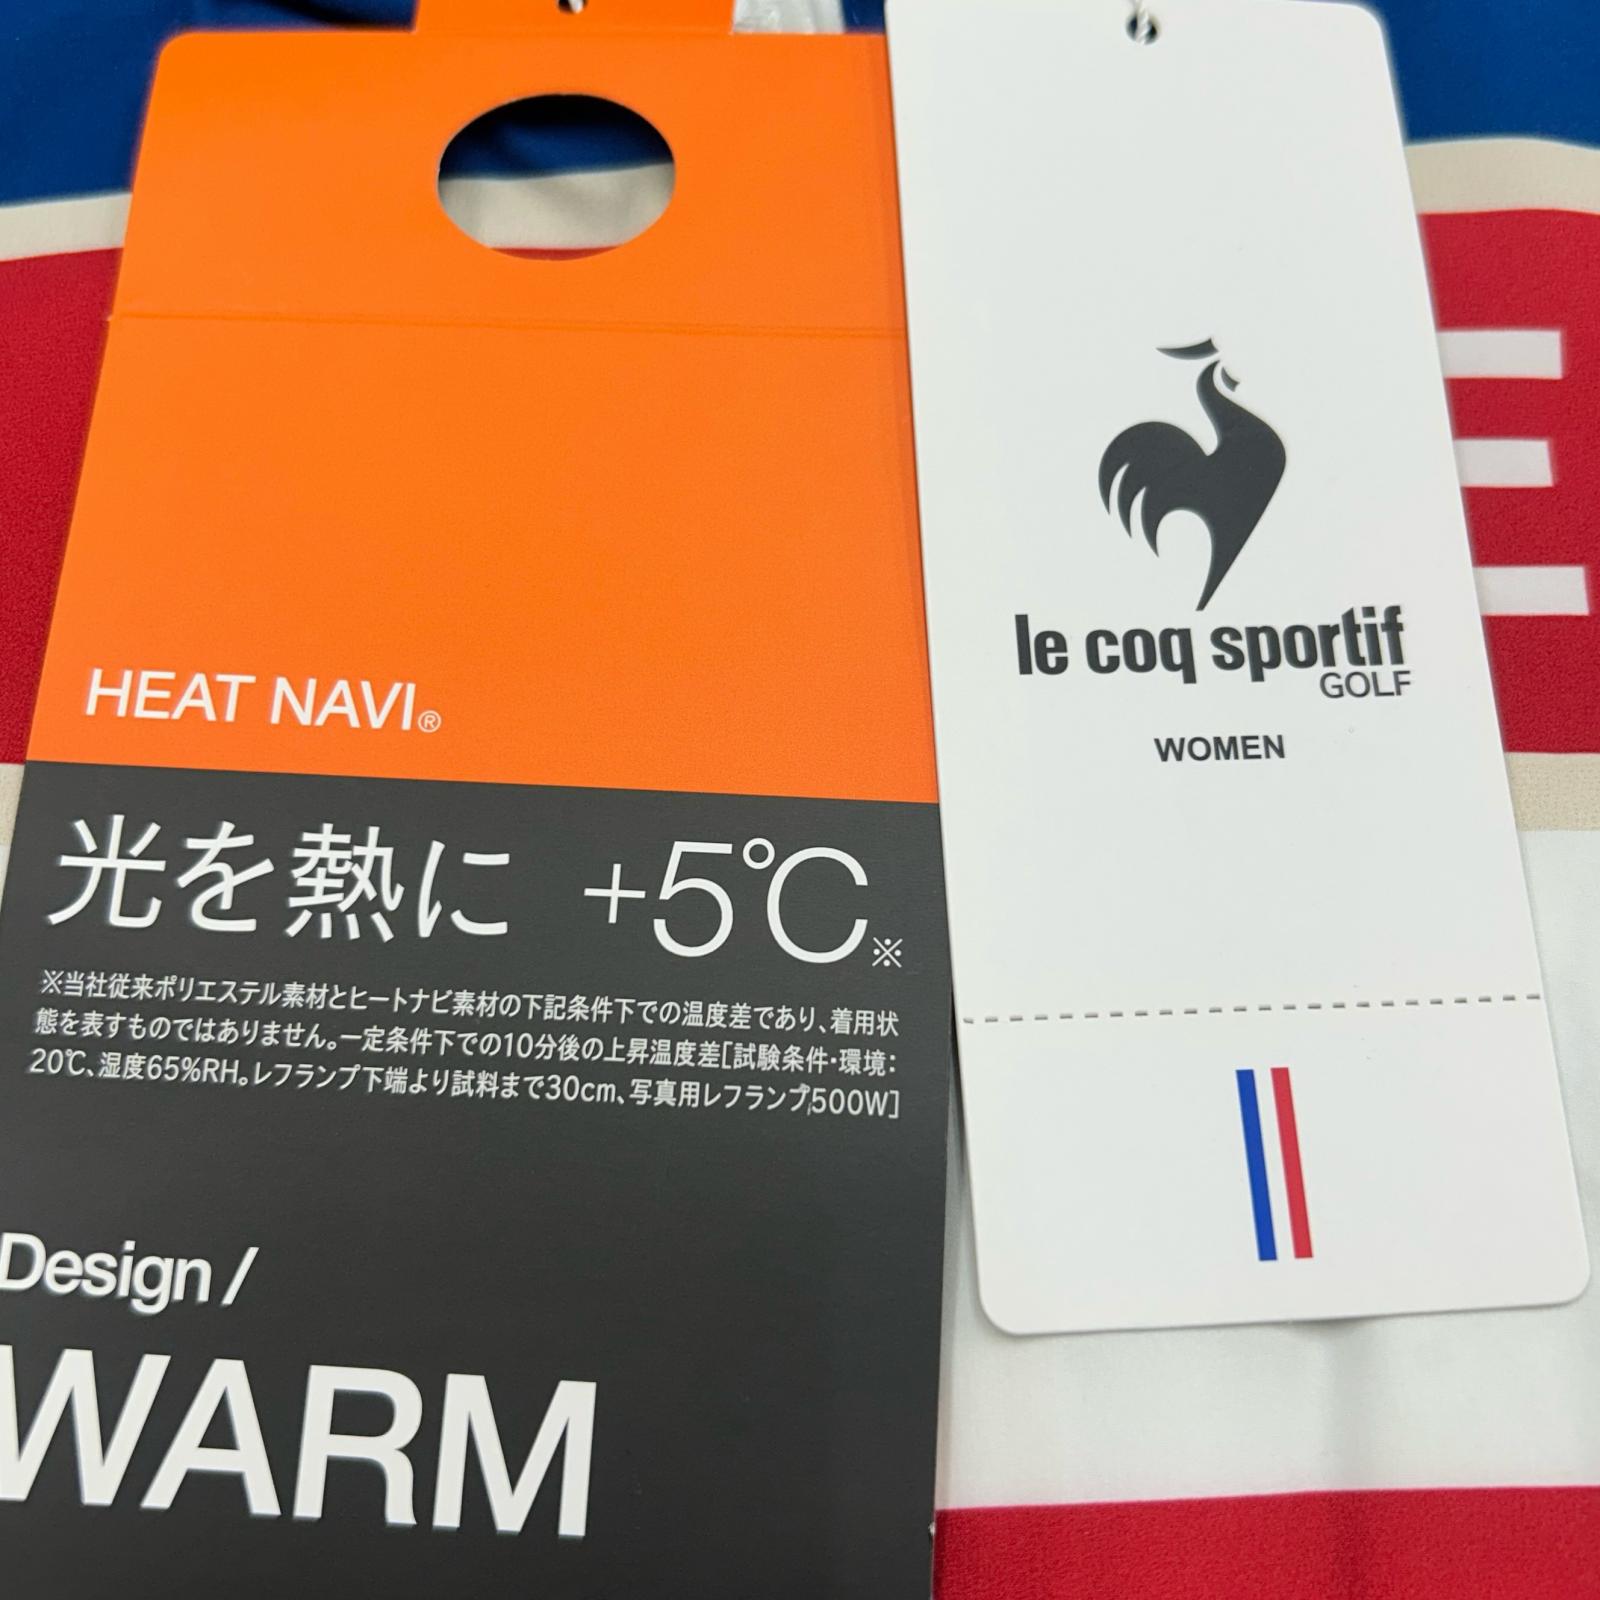 HEAT NAVI®
光を熱に +5℃※
※当社従来ポリエステル素材とヒートナビ素材の下記条件下での温度差であり、着用状
態を表すものではありません。一定条件下での10分後の上昇温度差[試験条件・環境:
20℃、湿度65%RH。レフランプ下端より試料まで30cm、写真用レフランプ500W]
Design /
WARM
le coq sportif
GOLF
WOMEN
E